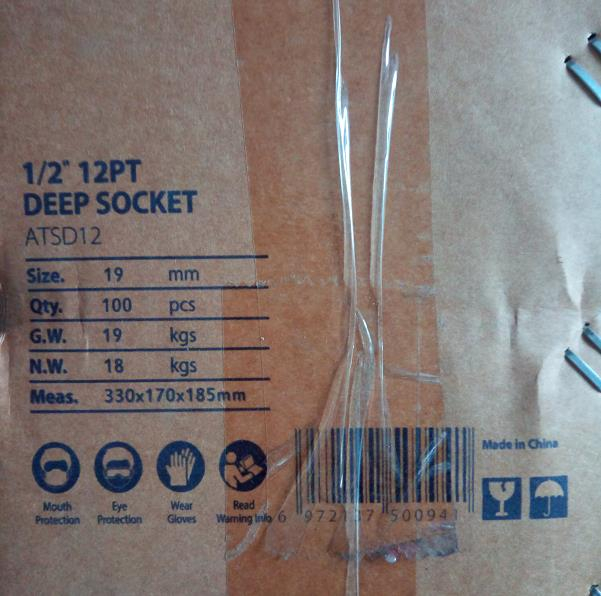 1/2" 12PT
DEEP SOCKET
ATSD12
Size. 19 mm
Qty. 100 pcs
G.W. 19 kgs
N.W. 18 kgs
Meas. 330x170x185mm
Mouth Protection
Eye Protection
Wear Gloves
Read Warning Info
6 972137 500941
Made in China